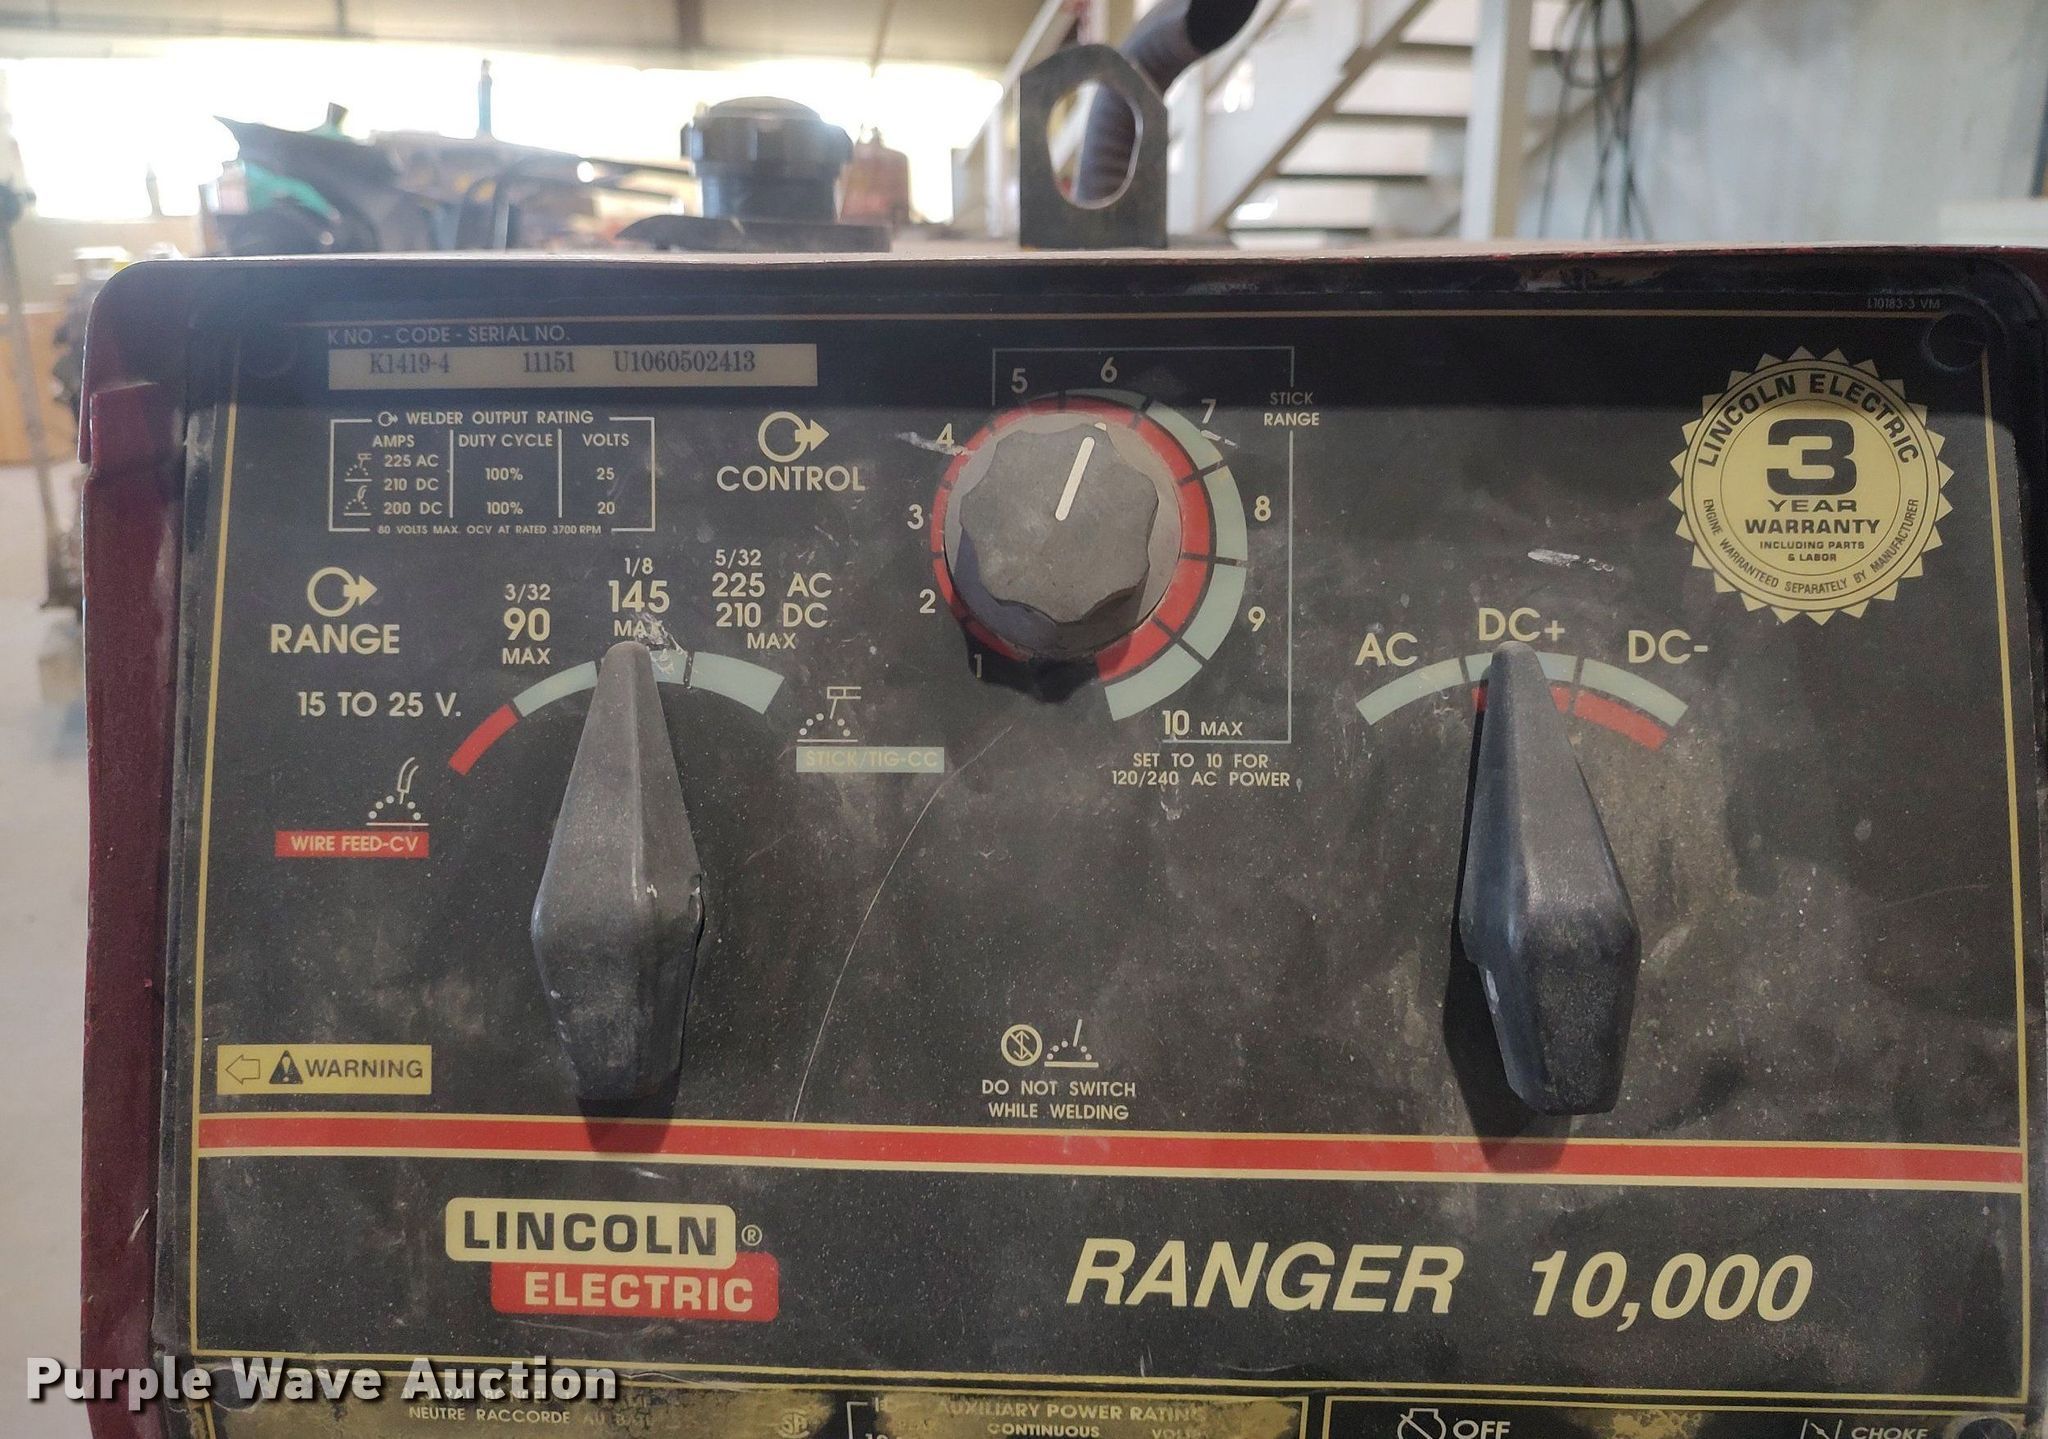 L10183-3 VM
K NO. - CODE - SERIAL NO.
K1419-4 11151 U1060502413
WELDER OUTPUT RATING
AMPS DUTY CYCLE VOLTS
225 AC
210 DC 100% 25
200 DC 100% 20
80 VOLTS MAX. OCV AT RATED 3700 RPM
CONTROL
1 2 3 4 5 6 7 8 9
10 MAX
STICK
RANGE
SET TO 10 FOR
120/240 AC POWER
LINCOLN ELECTRIC
3
YEAR
WARRANTY
INCLUDING PARTS
& LABOR
ENGINE WARRANTEED SEPARATELY BY MANUFACTURER
RANGE
3/32
90
MAX
1/8
145
MAX
5/32
225 AC
210 DC
MAX
15 TO 25 V.
WIRE FEED-CV
STICK/TIG-CC
AC DC+ DC-
WARNING
DO NOT SWITCH
WHILE WELDING
LINCOLN ®
ELECTRIC
RANGER 10,000
Purple Wave Auction
NEUTRE RACCORDE AU
AUXILIARY POWER RATING
CONTINUOUS
OFF
CHOKE